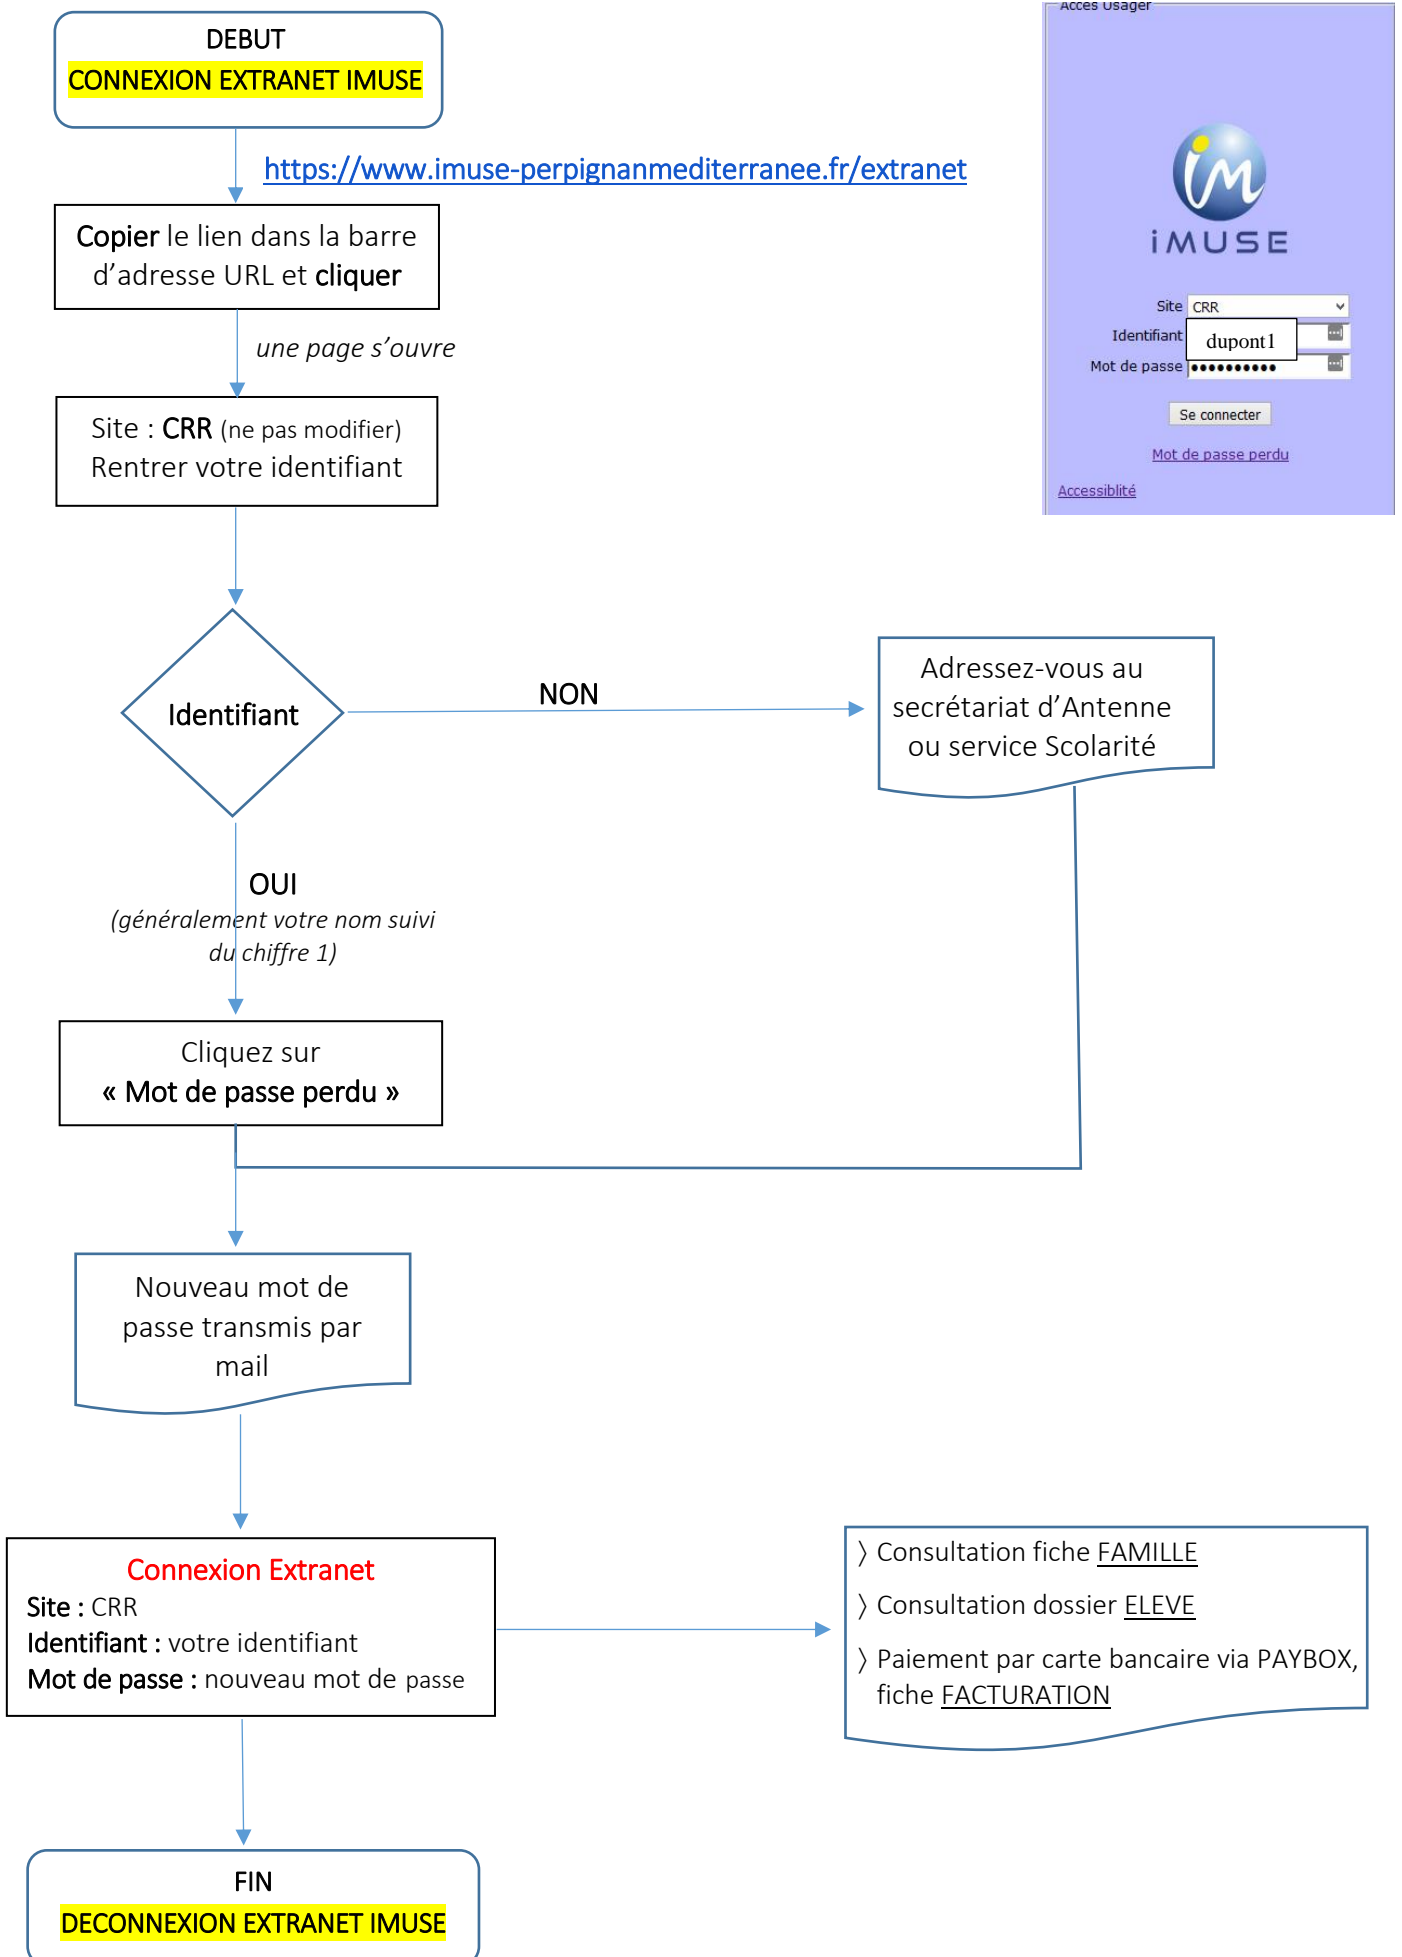 DEBUT
CONNEXION EXTRANET IMUSE
https://www.imuse-perpignanmediterranee.fr/extranet
Copier le lien dans la barre
d’adresse URL et cliquer
une page s’ouvre
Site : CRR (ne pas modifier)
Rentrer votre identifiant
Accès Usager
im
iMUSE
Site CRR
Identifiant dupont1
Mot de passe ••••••••••
Se connecter
Mot de passe perdu
Accessiblité
Identifiant
NON
Adressez-vous au
secrétariat d’Antenne
ou service Scolarité
OUI
(généralement votre nom suivi
du chiffre 1)
Cliquez sur
« Mot de passe perdu »
Nouveau mot de
passe transmis par
mail
Connexion Extranet
Site : CRR
Identifiant : votre identifiant
Mot de passe : nouveau mot de passe
〉Consultation fiche FAMILLE
〉Consultation dossier ELEVE
〉Paiement par carte bancaire via PAYBOX,
fiche FACTURATION
FIN
DECONNEXION EXTRANET IMUSE